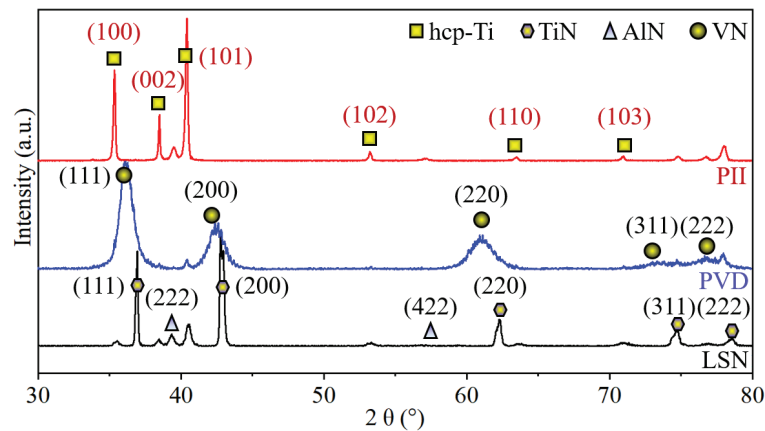 hcp-Ti TiN AlN VN
(100)
(002)
(101)
(102)
(110)
(103)
PII
(111)
(200)
(220)
(311) (222)
PVD
(111)
(222)
(200)
(422)
(220)
(311) (222)
LSN
Intensity (a.u.)
30 40 50 60 70 80
2 θ (°)